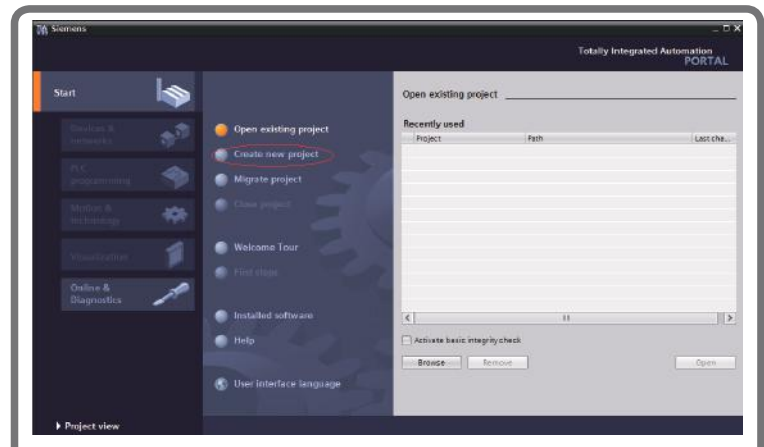 Siemens
Totally Integrated Automation
PORTAL
Start
Devices &
networks
PLC
programming
Motion &
technology
Visualization
Online &
Diagnostics
Open existing project
Create new project
Migrate project
Close project
Welcome Tour
First steps
Installed software
Help
User interface language
Open existing project
Recently used
Project Path Last cha...
Activate basic integrity check
Browse Remove Open
Project view